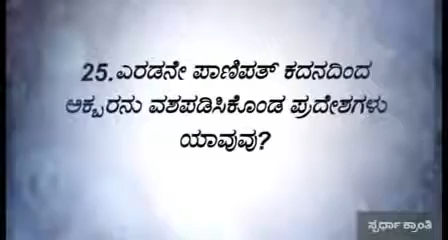 25.ಎರಡನೇ ಪಾಣಿಪತ್ ಕದನದಿಂದ
ಅಕ್ಬರನು ವಶಪಡಿಸಿಕೊಂಡ ಪ್ರದೇಶಗಳು
ಯಾವುವು?
ಸ್ಪರ್ಧಾ ಕ್ರಾಂತಿ